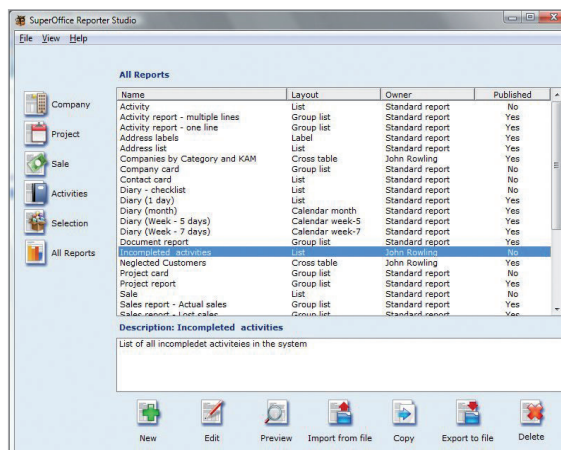 SuperOffice Reporter Studio
File View Help
All Reports
Company
Project
Sale
Activities
Selection
All Reports
Name Layout Owner Published
Activity List Standard report No
Activity report - multiple lines Group list Standard report Yes
Activity report - one line Group list Standard report Yes
Address labels Label Standard report Yes
Address list List Standard report Yes
Companies by Category and KAM Cross table John Rowling Yes
Company card Group list Standard report No
Contact card List Standard report No
Diary - checklist List Standard report No
Diary (1 day) List Standard report Yes
Diary (month) Calendar month Standard report Yes
Diary (Week - 5 days) Calendar week-5 Standard report Yes
Diary (Week - 7 days) Calendar week-7 Standard report Yes
Document report Group list Standard report Yes
Incompleted activities List John Rowling No
Neglected Customers Cross table John Rowling Yes
Project card Group list Standard report No
Project report Group list Standard report Yes
Sale List Standard report No
Sales report - Actual sales Group list Standard report Yes
Sales report - Lost sales Group list Standard report Yes
Description: Incompleted activities
List of all incompledet activiteies in the system
New Edit Preview Import from file Copy Export to file Delete